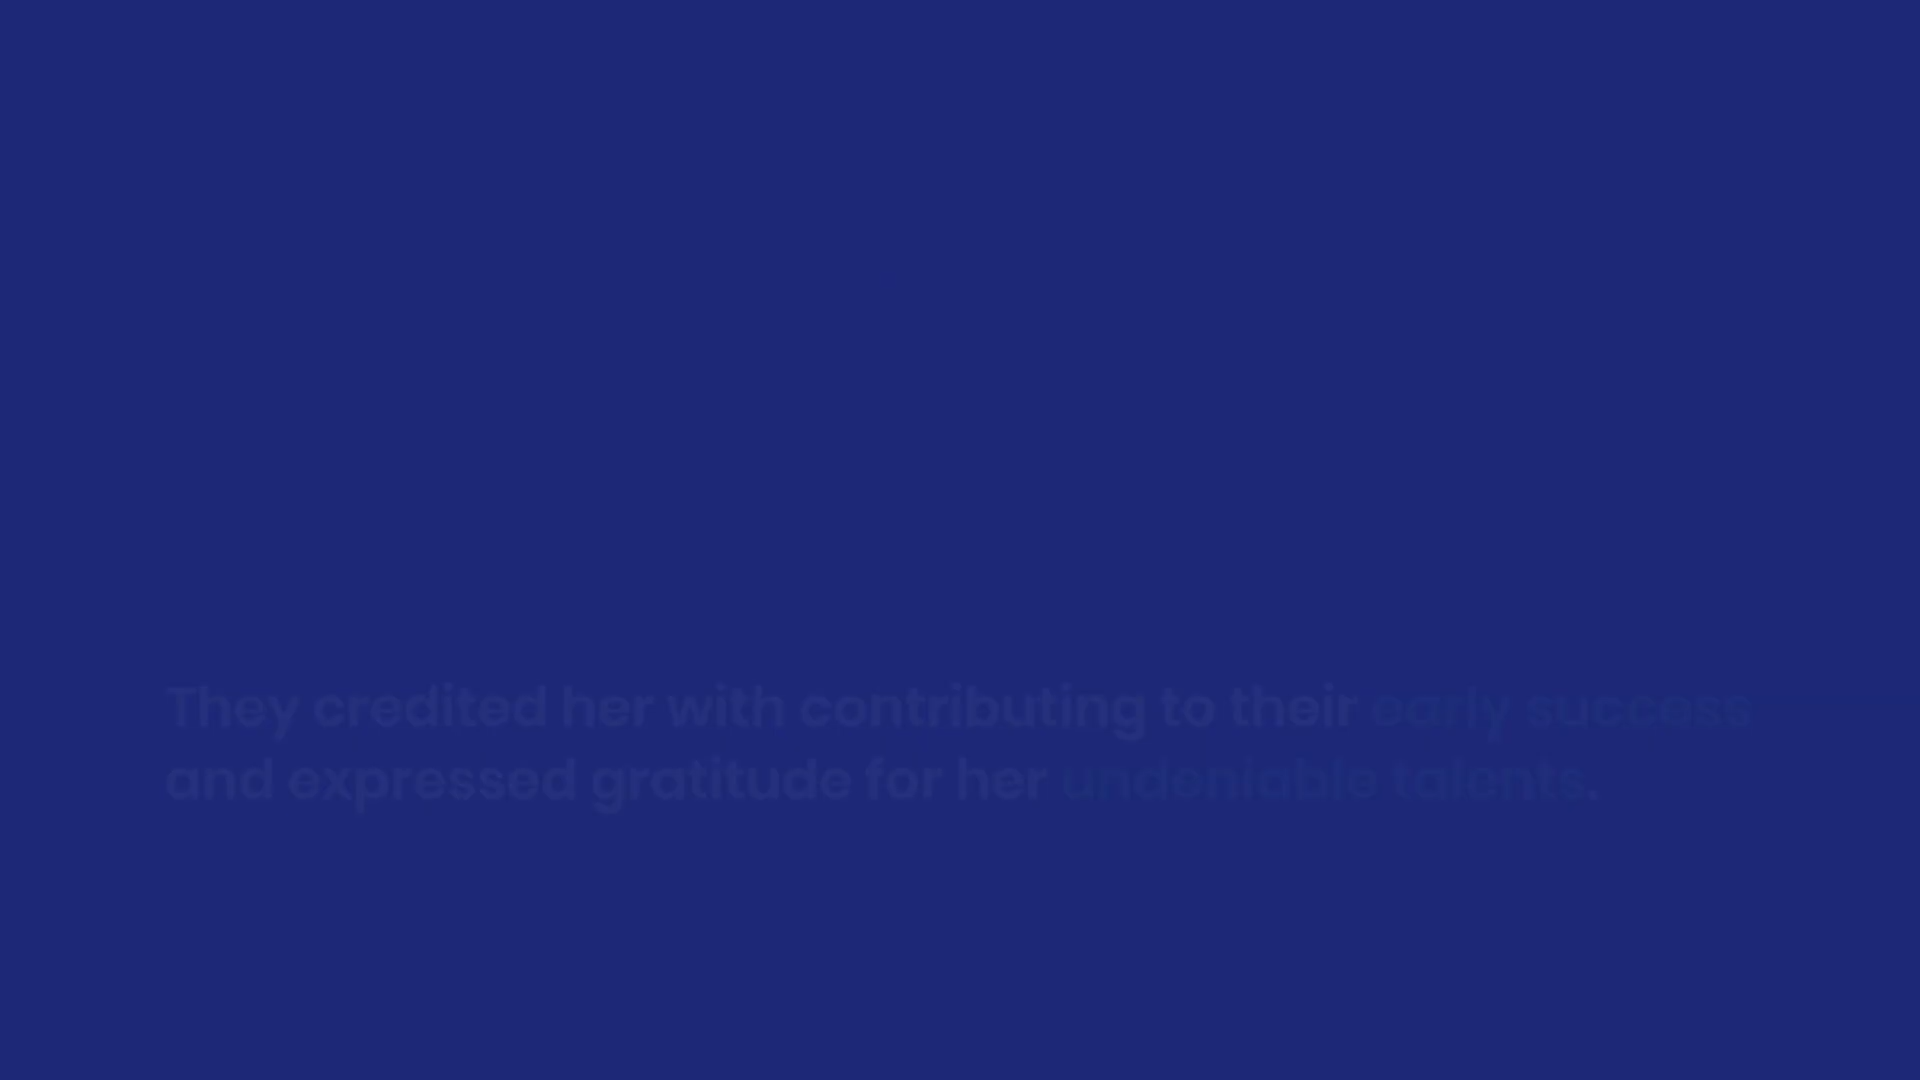 They credited her with contributing to their early success
and expressed gratitude for her undeniable talents.